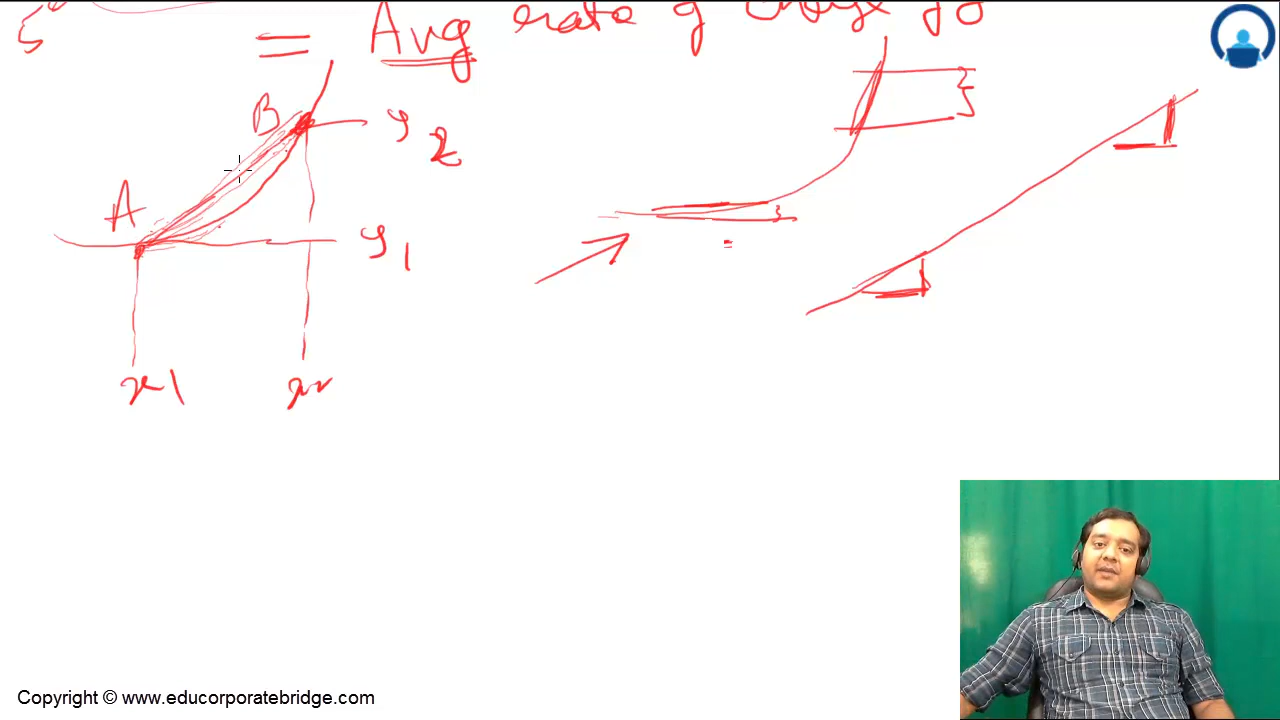 = Avg rate of
B
y2
A
y1
x1
x2
Copyright © www.educorporatebridge.com